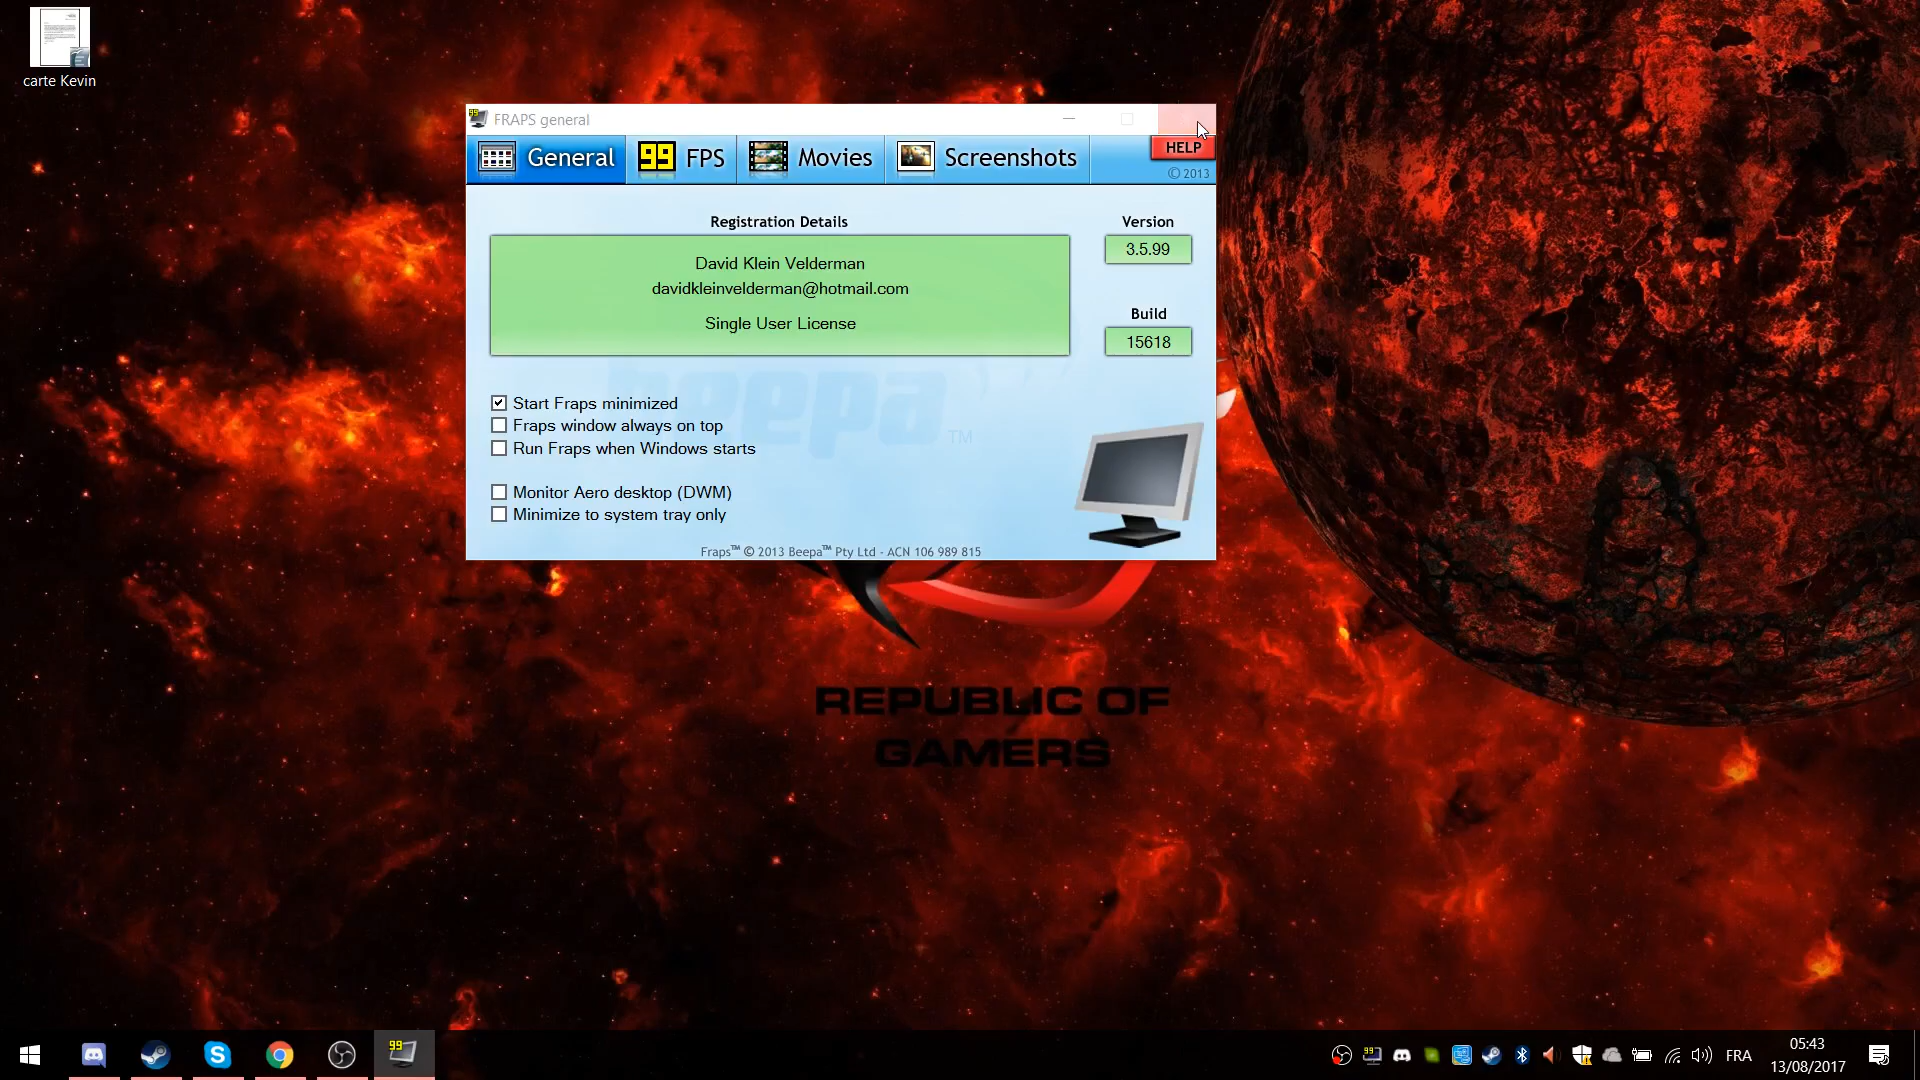 carte Kevin
FRAPS general
General
99 FPS
Movies
Screenshots
HELP
© 2013
Registration Details
David Klein Velderman
davidkleinvelderman@hotmail.com
Single User License
Version
3.5.99
Build
15618
beepa™
Start Fraps minimized
Fraps window always on top
Run Fraps when Windows starts
Monitor Aero desktop (DWM)
Minimize to system tray only
Fraps™ © 2013 Beepa™ Pty Ltd - ACN 106 989 815
REPUBLIC OF
GAMERS
99
99
FRA
05:43
13/08/2017